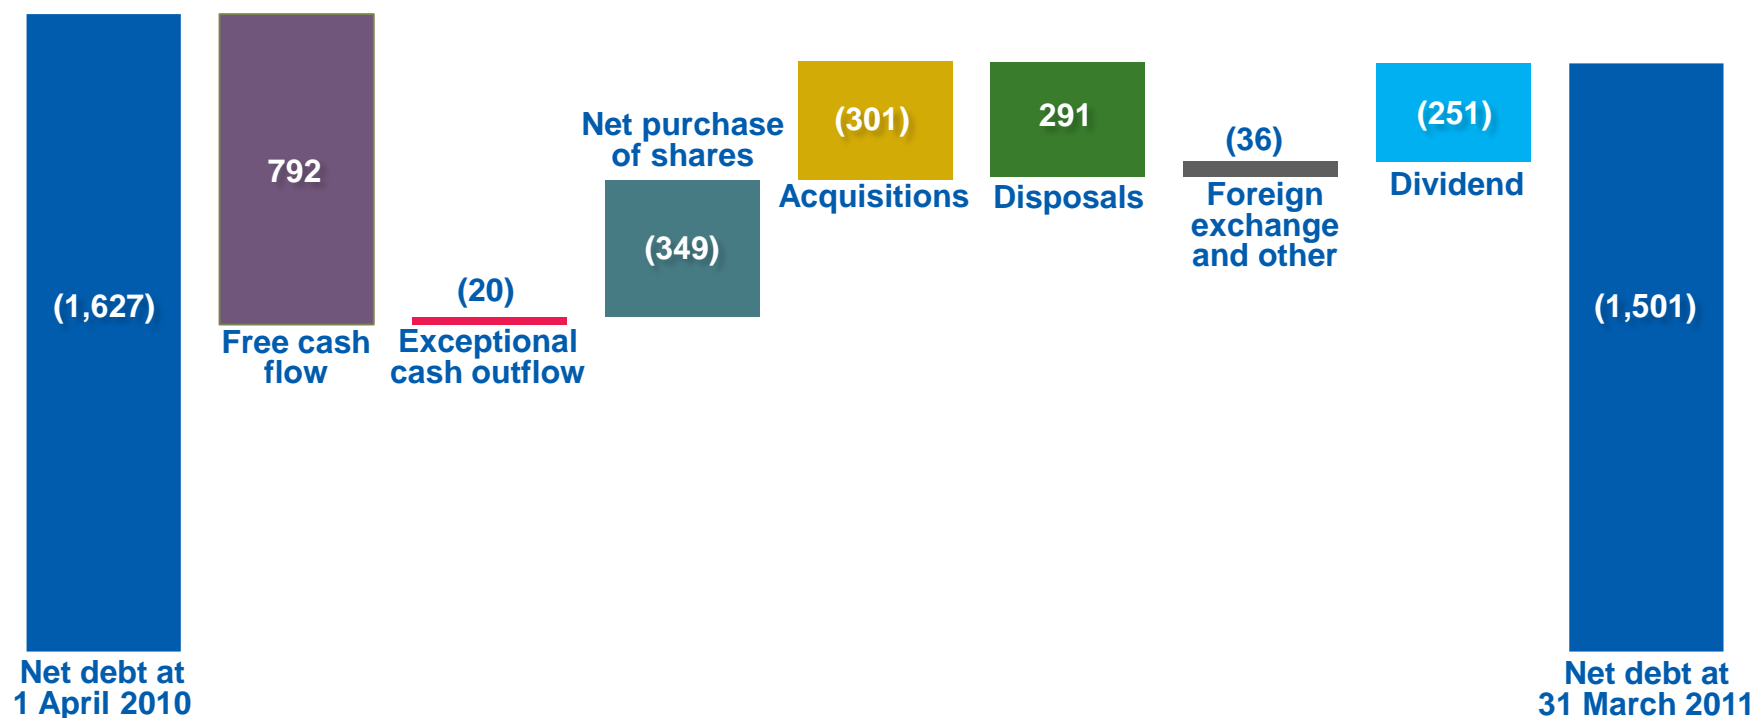 (1,627)
Net debt at
1 April 2010
792
Free cash
flow
(20)
Exceptional
cash outflow
Net purchase
of shares
(349)
(301)
Acquisitions
291
Disposals
(36)
Foreign
exchange
and other
(251)
Dividend
(1,501)
Net debt at
31 March 2011